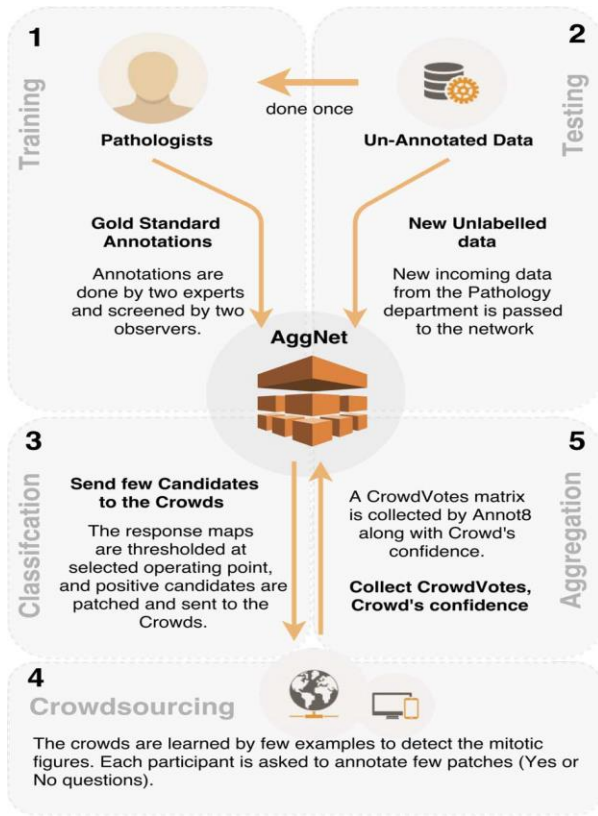 1
Training
Pathologists
done once
2
Testing
Un-Annotated Data
Gold Standard
Annotations
Annotations are
done by two experts
and screened by two
observers.
New Unlabelled
data
New incoming data
from the Pathology
department is passed
to the network
AggNet
3
Classifcation
Send few Candidates
to the Crowds
The response maps
are thresholded at
selected operating point,
and positive candidates are
patched and sent to the
Crowds.
5
Aggregation
A CrowdVotes matrix
is collected by Annot8
along with Crowd's
confidence.
Collect CrowdVotes,
Crowd's confidence
4
Crowdsourcing
The crowds are learned by few examples to detect the mitotic
figures. Each participant is asked to annotate few patches (Yes or
No questions).